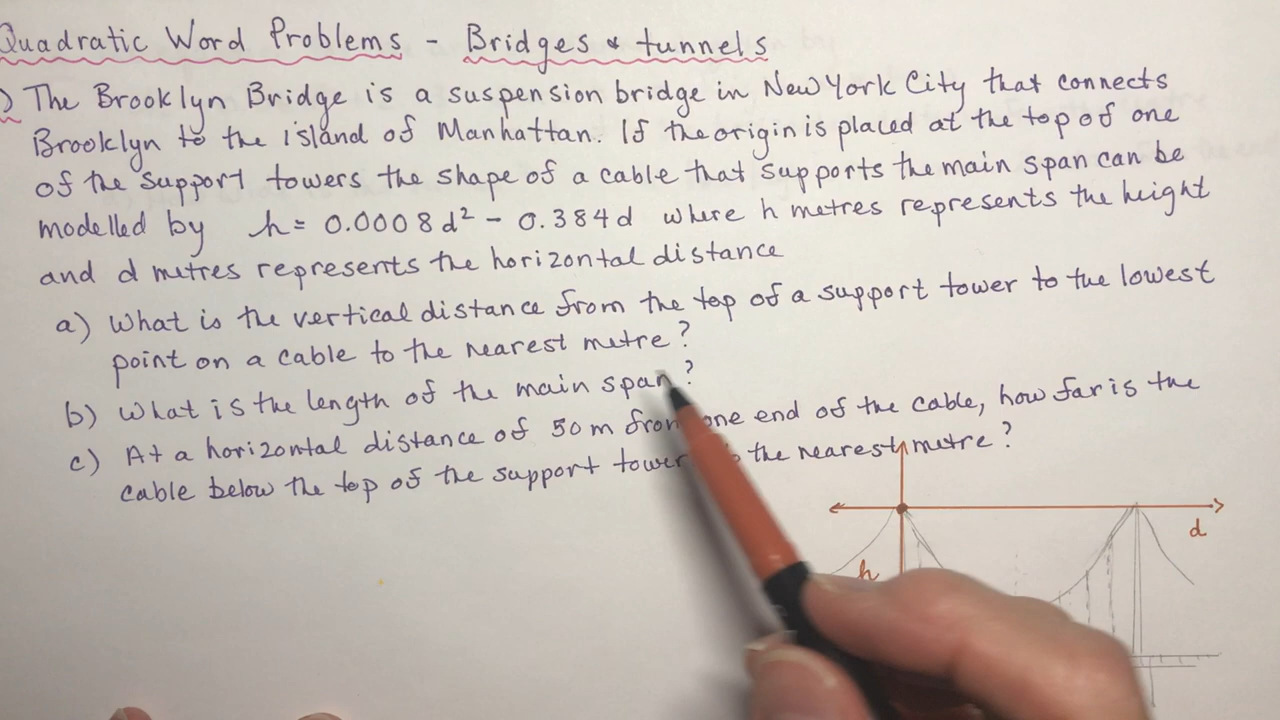 Quadratic Word Problems - Bridges & tunnels
) The Brooklyn Bridge is a suspension bridge in New York City that connects
Brooklyn to the island of Manhattan. If the origin is placed at the top of one
of the support towers the shape of a cable that supports the main span can be
modelled by h = 0.0008d² - 0.384d where h metres represents the height
and d metres represents the horizontal distance
a) What is the vertical distance from the top of a support tower to the lowest
point on a cable to the nearest metre?
b) What is the length of the main span?
c) At a horizontal distance of 50m from one end of the cable, how far is the
cable below the top of the support tower the nearest metre?
d
h